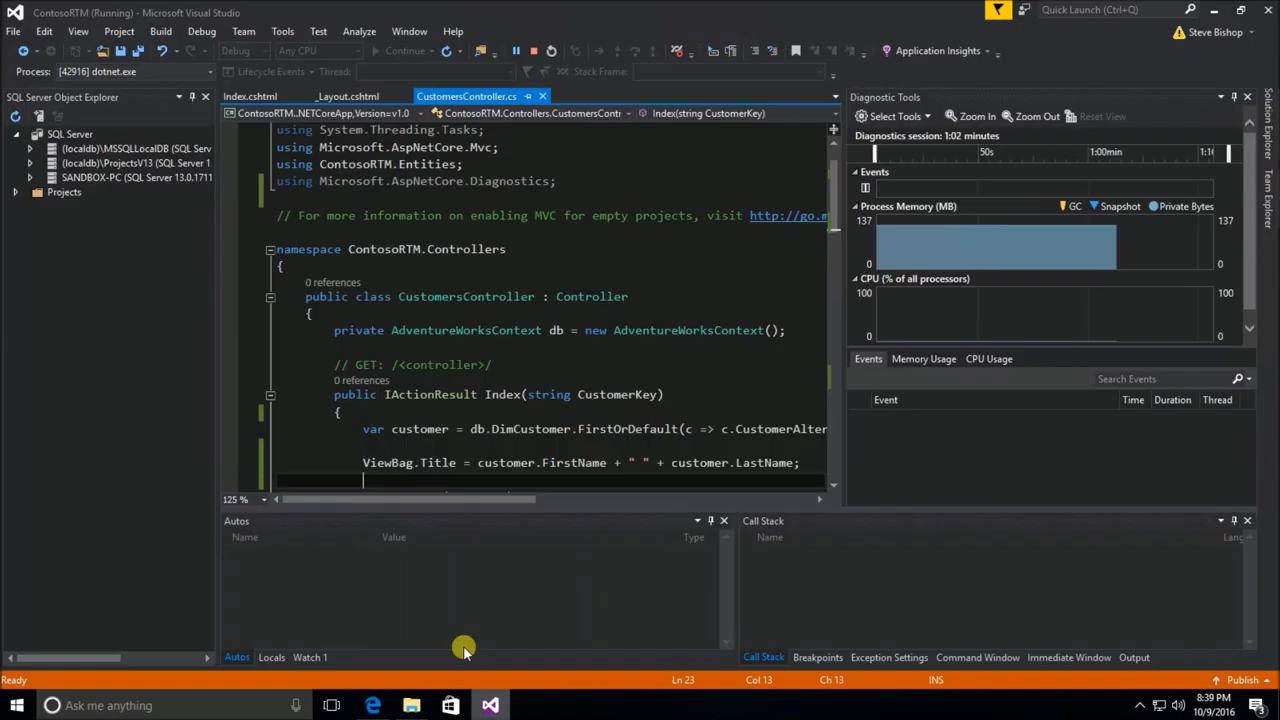 ContosoRTM (Running) - Microsoft Visual Studio
Quick Launch (Ctrl+Q)
File Edit View Project Build Debug Team Tools Test Analyze Window Help
Steve Bishop
Debug Any CPU Continue Application Insights
Process: [42916] dotnet.exe Lifecycle Events Thread: Stack Frame:
SQL Server Object Explorer
SQL Server
(localdb)\MSSQLLocalDB (SQL Serv
(localdb)\ProjectsV13 (SQL Server 1
SANDBOX-PC (SQL Server 13.0.1711
Projects
Index.cshtml _Layout.cshtml CustomersController.cs
ContosoRTM..NETCoreApp,Version=v1.0 ContosoRTM.Controllers.CustomersContr Index(string CustomerKey)
using System.Threading.Tasks;
using Microsoft.AspNetCore.Mvc;
using ContosoRTM.Entities;
using Microsoft.AspNetCore.Diagnostics;
// For more information on enabling MVC for empty projects, visit http://go.m
namespace ContosoRTM.Controllers
{
0 references
public class CustomersController : Controller
{
private AdventureWorksContext db = new AdventureWorksContext();
// GET: /<controller>/
0 references
public IActionResult Index(string CustomerKey)
{
var customer = db.DimCustomer.FirstOrDefault(c => c.CustomerAlter
ViewBag.Title = customer.FirstName + " " + customer.LastName;
125 %
Diagnostic Tools
Select Tools Zoom In Zoom Out Reset View
Diagnostics session: 1:02 minutes
50s 1:00min 1:1
Events
Process Memory (MB) GC Snapshot Private Bytes
137 137
0 0
CPU (% of all processors)
100 100
0 0
Events Memory Usage CPU Usage
Search Events
Event Time Duration Thread
Solution Explorer
Team Explorer
Autos
Name Value Type
Autos Locals Watch 1
Call Stack
Name Lang
Call Stack Breakpoints Exception Settings Command Window Immediate Window Output
Ready Ln 23 Col 13 Ch 13 INS Publish
Ask me anything
8:39 PM
10/9/2016
3